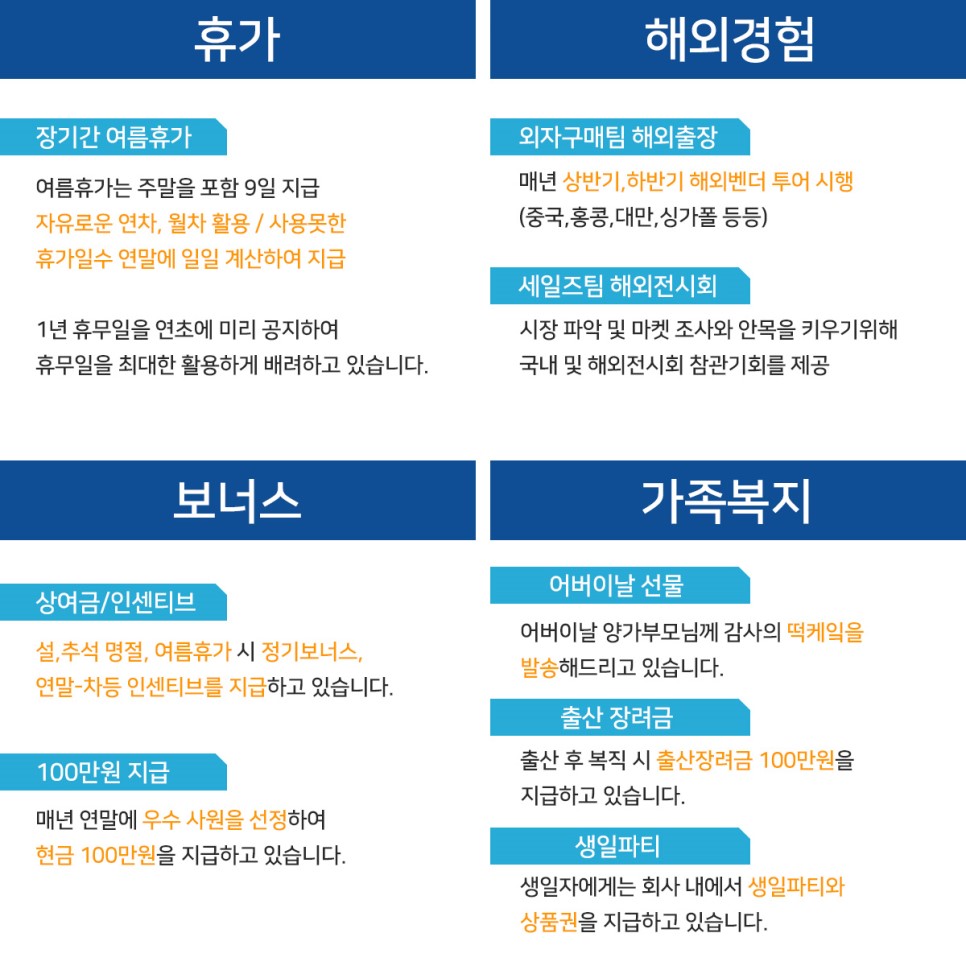 휴가
장기간 여름휴가
여름휴가는 주말을 포함 9일 지급
자유로운 연차, 월차 활용 / 사용못한
휴가일수 연말에 일일 계산하여 지급
1년 휴무일을 연초에 미리 공지하여
휴무일을 최대한 활용하게 배려하고 있습니다.
해외경험
외자구매팀 해외출장
매년 상반기,하반기 해외벤더 투어 시행
(중국,홍콩,대만,싱가폴 등등)
세일즈팀 해외전시회
시장 파악 및 마켓 조사와 안목을 키우기위해
국내 및 해외전시회 참관기회를 제공
보너스
상여금/인센티브
설,추석 명절, 여름휴가 시 정기보너스,
연말-차등 인센티브를 지급하고 있습니다.
100만원 지급
매년 연말에 우수 사원을 선정하여
현금 100만원을 지급하고 있습니다.
가족복지
어버이날 선물
어버이날 양가부모님께 감사의 떡케잌을
발송해드리고 있습니다.
출산 장려금
출산 후 복직 시 출산장려금 100만원을
지급하고 있습니다.
생일파티
생일자에게는 회사 내에서 생일파티와
상품권을 지급하고 있습니다.